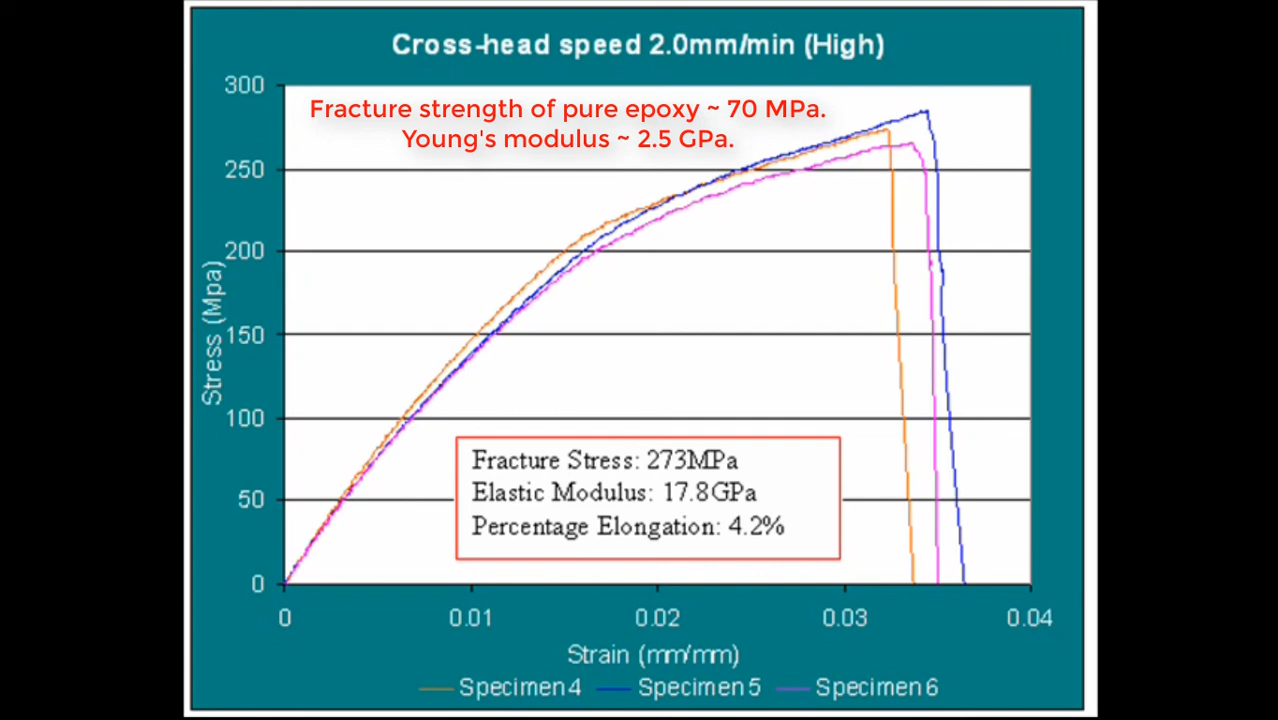 Cross-head speed 2.0mm/min (High)
Fracture strength of pure epoxy ~ 70 MPa.
Young's modulus ~ 2.5 GPa.
300
250
200
150
100
50
0
Stress (Mpa)
Fracture Stress: 273MPa
Elastic Modulus: 17.8GPa
Percentage Elongation: 4.2%
0 0.01 0.02 0.03 0.04
Strain (mm/mm)
Specimen 4 Specimen 5 Specimen 6